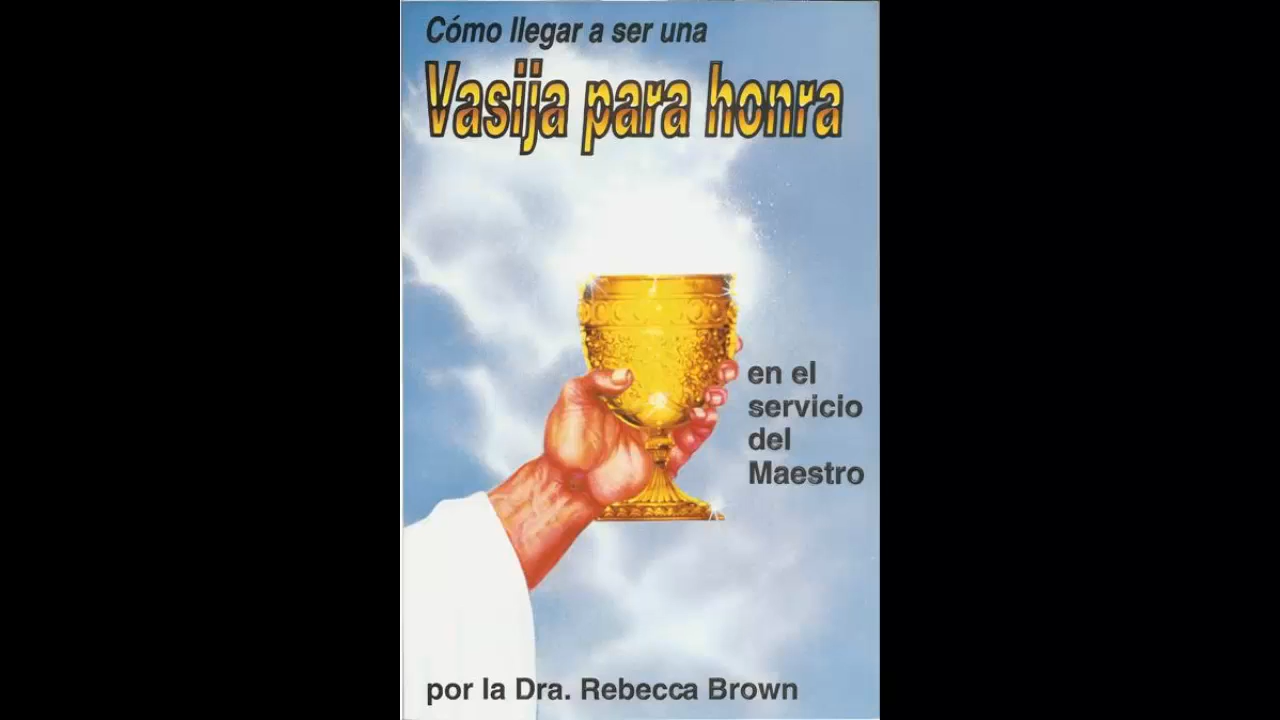 Cómo llegar a ser una
Vasija para honra
en el
servicio
del
Maestro
por la Dra. Rebecca Brown